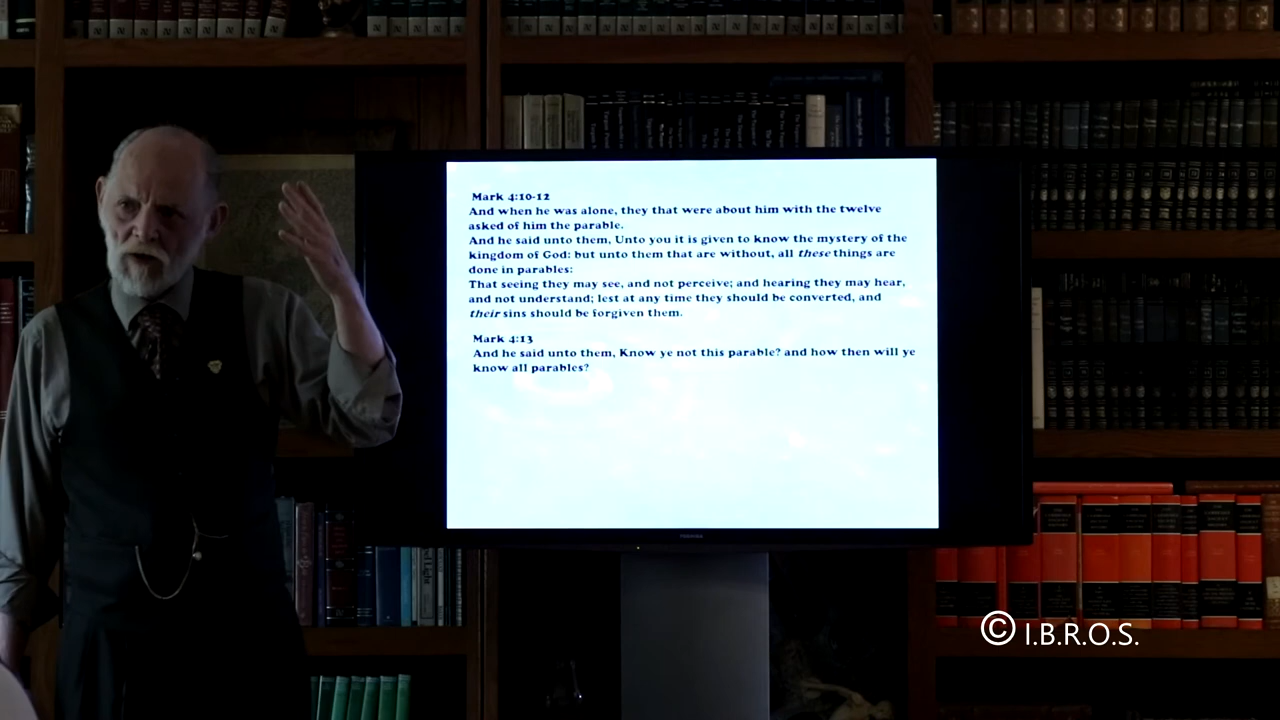 Mark 4:10-12
And when he was alone, they that were about him with the twelve
asked of him the parable.
And he said unto them, Unto you it is given to know the mystery of the
kingdom of God: but unto them that are without, all these things are
done in parables:
That seeing they may see, and not perceive; and hearing they may hear,
and not understand; lest at any time they should be converted, and
their sins should be forgiven them.
Mark 4:13
And he said unto them, Know ye not this parable? and how then will ye
know all parables?
TOSHIBA
© I.B.R.O.S.